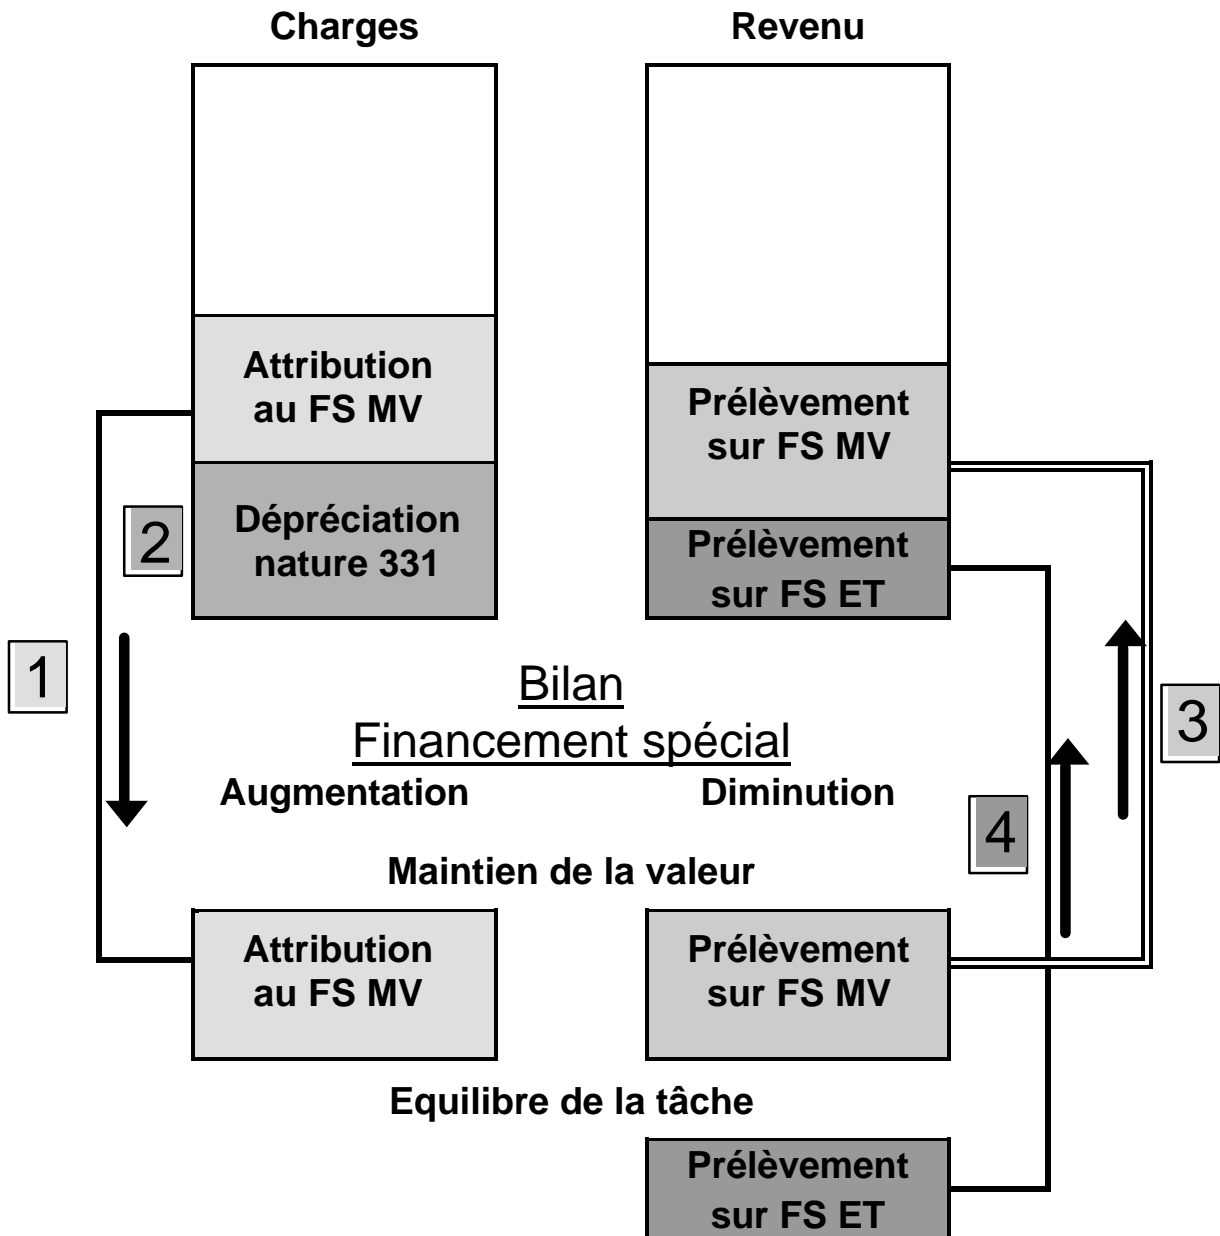 Charges
Revenu
Attribution
au FS MV
Prélèvement
sur FS MV
2
Dépréciation
nature 331
Prélèvement
sur FS ET
1
Bilan
3
Financement spécial
Augmentation
Diminution
4
Maintien de la valeur
Attribution
au FS MV
Prélèvement
sur FS MV
Equilibre de la tâche
Prélèvement
sur FS ET